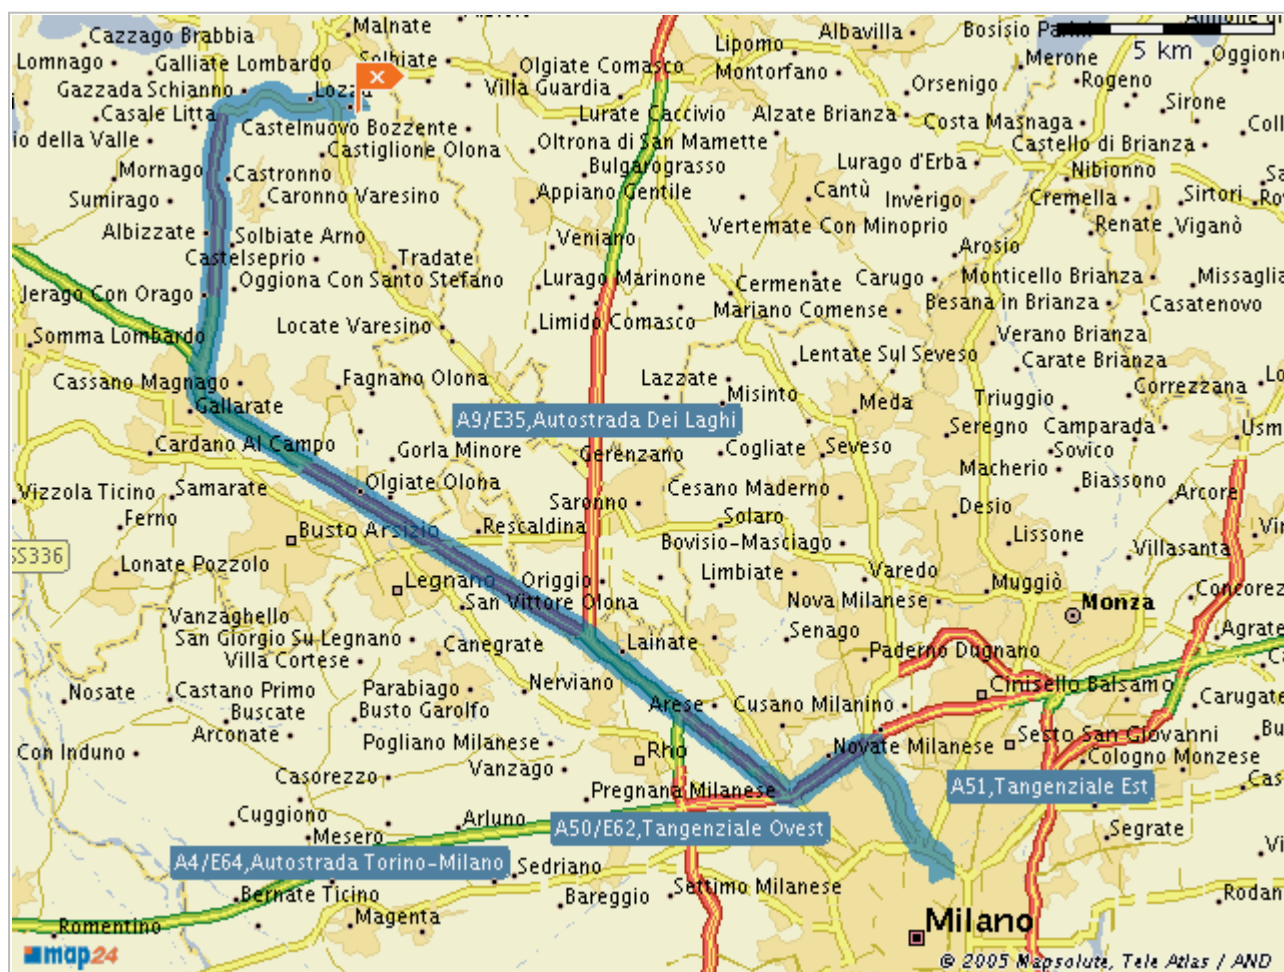 Malnate
Albavilla
Bosisio Parini
Cazzago Brabbia
Lipomo
5 km
Lomnago
Galliate Lombardo
Solbiate
Olgiate Comasco
Montorfano
Merone
Oggiono
Gazzada Schianno
Villa Guardia
Orsenigo
Rogeno
Casale Litta
Lurate Caccivio
Alzate Brianza
Costa Masnaga
Sirone
io della Valle
Castelnuovo Bozzente
Oltrona di San Mamette
Castello di Brianza
Castiglione Olona
Bulgarograsso
Lurago d'Erba
Nibionno
Mornago
Castronno
Appiano Gentile
Cantù
Inverigo
Cremella
Sirtori
Sumirago
Caronno Varesino
Vertemate Con Minoprio
Renate
Viganò
Albizzate
Solbiate Arno
Veniano
Arosio
Castelseprio
Tradate
Lurago Marinone
Cermenate
Carugo
Monticello Brianza
Missaglia
Oggiona Con Santo Stefano
Jerago Con Orago
Mariano Comense
Besana in Brianza
Casatenovo
Locate Varesino
Limido Comasco
Verano Brianza
Somma Lombardo
Lentate Sul Seveso
Carate Brianza
Cassano Magnago
Fagnano Olona
Lazzate
Misinto
Meda
Triuggio
Correzzana
Gallarate
A9/E35,Autostrada Dei Laghi
Seregno
Camparada
Usm
Cardano Al Campo
Gorla Minore
Gerenzano
Cogliate
Seveso
Sovico
Macherio
Biassono
Vizzola Ticino
Samarate
Olgiate Olona
Saronno
Cesano Maderno
Desio
Arcore
Ferno
Busto Arsizio
Rescaldina
Solaro
Lissone
Bovisio-Masciago
Villasanta
SS336
Lonate Pozzolo
Legnano
Origgio
Limbiate
Varedo
Muggiò
Concorez
San Vittore Olona
Nova Milanese
Monza
Vanzaghello
San Giorgio Su Legnano
Canegrate
Lainate
Senago
Agrate
Villa Cortese
Paderno Dugnano
Nosate
Castano Primo
Parabiago
Nerviano
Cinisello Balsamo
Carugate
Buscate
Busto Garolfo
Arese
Cusano Milanino
Arconate
Con Induno
Pogliano Milanese
Rho
Novate Milanese
Sesto San Giovanni
Casorezzo
Vanzago
Cologno Monzese
Pregnana Milanese
A51,Tangenziale Est
Cuggiono
Arluno
A50/E62,Tangenziale Ovest
Segrate
Mesero
A4/E64,Autostrada Torino-Milano
Sedriano
Bernate Ticino
Bareggio
Settimo Milanese
Rodan
Romentino
Magenta
Milano
map24
© 2005 Mapsolute, Tele Atlas / AND